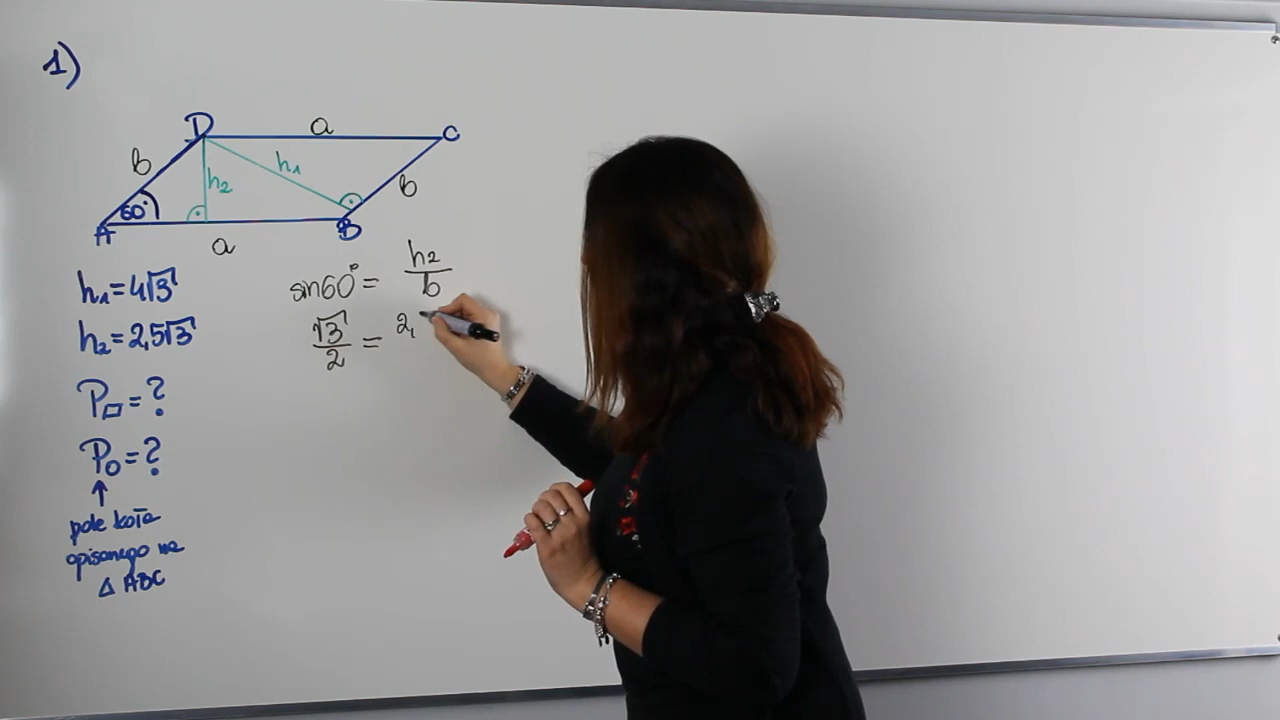 1)
D a C
b h₂ h₁ b
60°
A a B
h₁=4√3
h₂=2,5√3
P▱=?
P○=?
↑
pole koła
opisanego na
△ ABC
sin60°= h₂/b
√3/2 = 2,